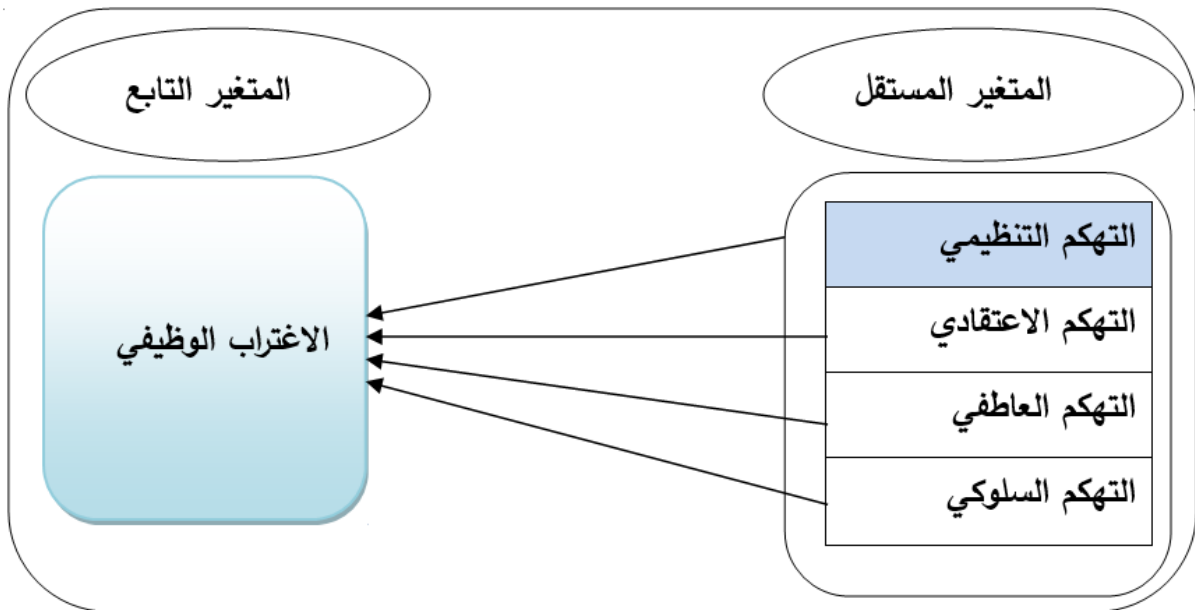 المتغير المستقل
المتغير التابع
التهكم التنظيمي
التهكم الاعتقادي
التهكم العاطفي
التهكم السلوكي
الاغتراب الوظيفي